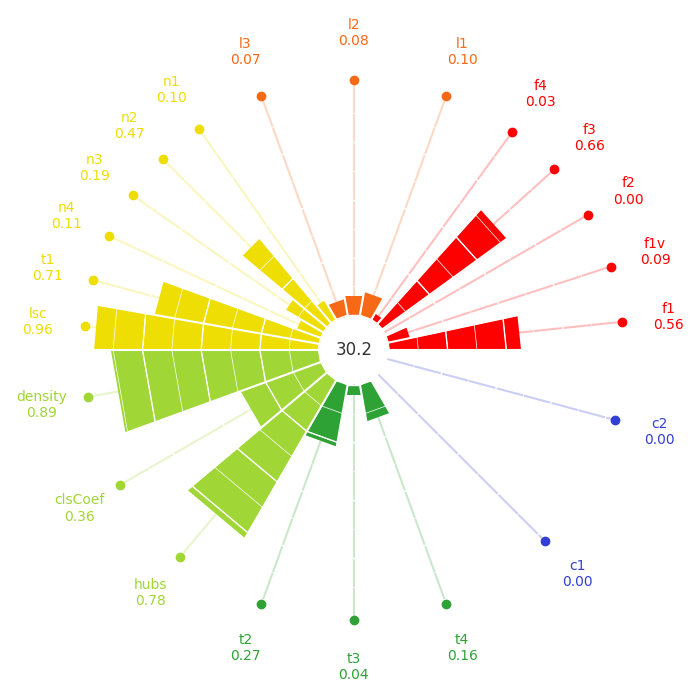 l2
0.08
l3
0.07
l1
0.10
n1
0.10
f4
0.03
n2
0.47
f3
0.66
n3
0.19
f2
0.00
n4
0.11
f1v
0.09
t1
0.71
lsc
0.96
f1
0.56
30.2
density
0.89
c2
0.00
clsCoef
0.36
hubs
0.78
c1
0.00
t2
0.27
t3
0.04
t4
0.16